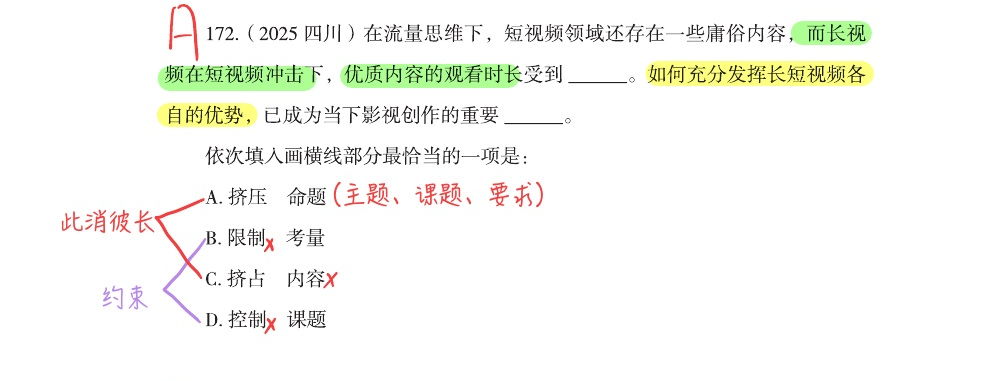 A
172.（2025 四川）在流量思维下，短视频领域还存在一些庸俗内容，而长视
频在短视频冲击下，优质内容的观看时长受到 ______。如何充分发挥长短视频各
自的优势，已成为当下影视创作的重要 ______。
依次填入画横线部分最恰当的一项是：
A. 挤压 命题（主题、课题、要求）
此消彼长
B. 限制x 考量
C. 挤占 内容x
约束
D. 控制x 课题